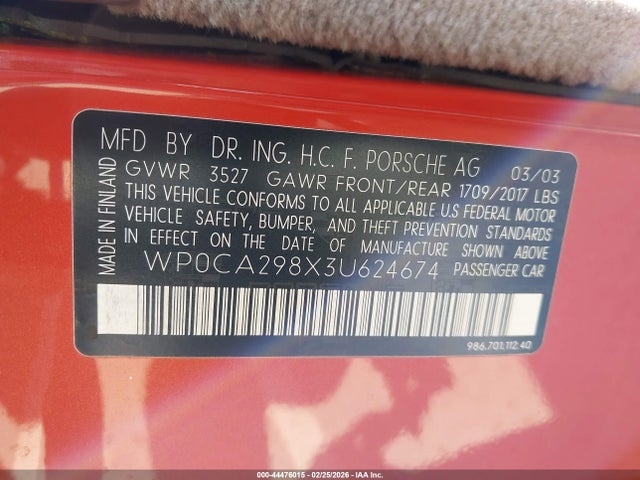 MADE IN FINLAND
MFD BY DR. ING. H.C. F. PORSCHE AG 03/03
GVWR 3527 GAWR FRONT/REAR 1709/2017 LBS
THIS VEHICLE CONFORMS TO ALL APPLICABLE U.S FEDERAL MOTOR
VEHICLE SAFETY, BUMPER, AND THEFT PREVENTION STANDARDS
IN EFFECT ON THE DATE OF MANUFACTURE SHOWN ABOVE
WP0CA298X3U624674 PASSENGER CAR
986.701.112.40
000-44476015 - 02/25/2026 - IAA Inc.